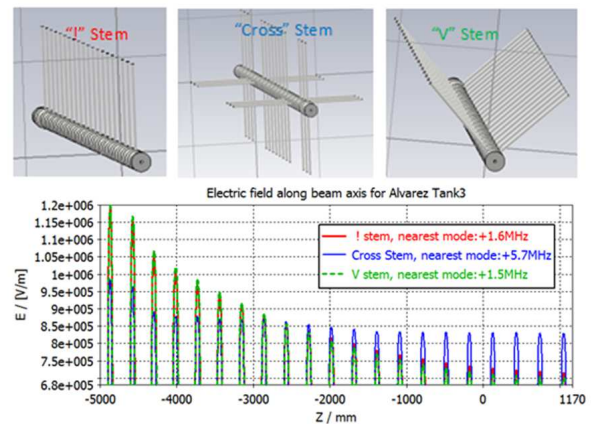 "!" Stem
"Cross" Stem
"V" Stem
Electric field along beam axis for Alvarez Tank3
E / [V/m]
1.2e+006
1.15e+006
1.1e+006
1.05e+006
1e+006
9.5e+005
9e+005
8.5e+005
8e+005
7.5e+005
6.8e+005
! stem, nearest mode:+1.6MHz
Cross Stem, nearest mode:+5.7MHz
V stem, nearest mode:+1.5MHz
-5000 -4000 -3000 -2000 -1000 0 1170
Z / mm